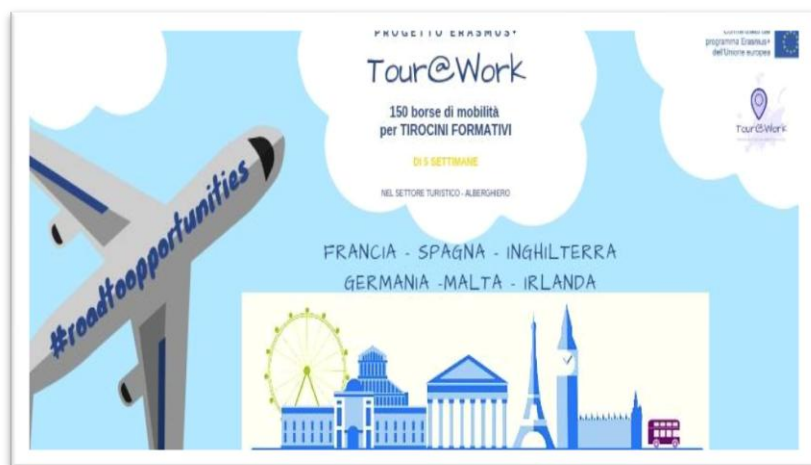 PROGETTO ERASMUS+
Tour@Work
150 borse di mobilità
per TIROCINI FORMATIVI
DI 5 SETTIMANE
NEL SETTORE TURISTICO - ALBERGHIERO
FRANCIA - SPAGNA - INGHILTERRA
GERMANIA -MALTA - IRLANDA
#roadtoopportunities
programma Erasmus+
dell'Unione europea
Tour@Work